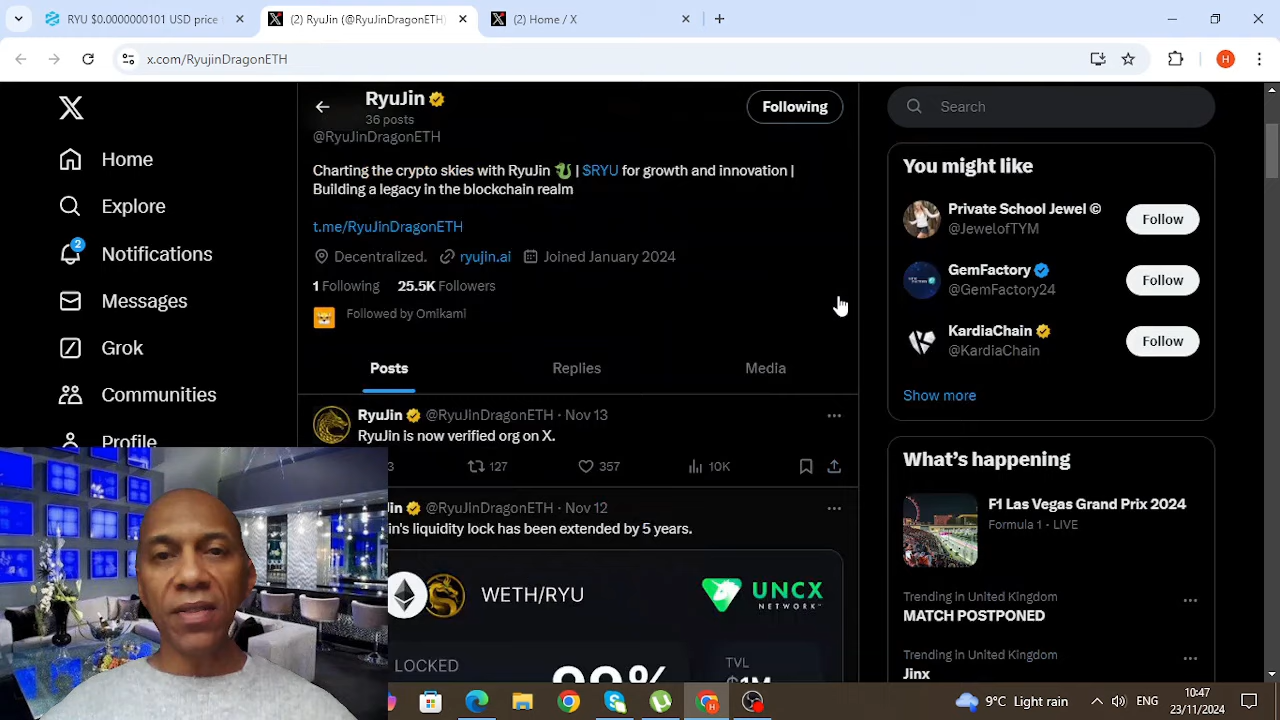 RYU $0.0000000101 USD price
(2) RyuJin (@RyuJinDragonETH)
(2) Home / X
x.com/RyujinDragonETH
H
RyuJin
36 posts
Following
@RyuJinDragonETH
Charting the crypto skies with RyuJin 🐉 | $RYU for growth and innovation |
Building a legacy in the blockchain realm
t.me/RyuJinDragonETH
Decentralized. ryujin.ai Joined January 2024
1 Following 25.5K Followers
Followed by Omikami
Posts Replies Media
RyuJin @RyuJinDragonETH · Nov 13
RyuJin is now verified org on X.
3 127 357 10K
@RyuJinDragonETH · Nov 12
liquidity lock has been extended by 5 years.
WETH/RYU
UNCX
NETWORK
LOCKED
99%
TVL
$1M
Home
Explore
2
Notifications
Messages
Grok
Communities
Profile
Search
You might like
Private School Jewel ©
@JewelofTYM
Follow
GemFactory
@GemFactory24
Follow
KardiaChain
@KardiaChain
Follow
Show more
What's happening
F1 Las Vegas Grand Prix 2024
Formula 1 · LIVE
Trending in United Kingdom
MATCH POSTPONED
Trending in United Kingdom
Jinx
9°C Light rain
ENG
10:47
23/11/2024